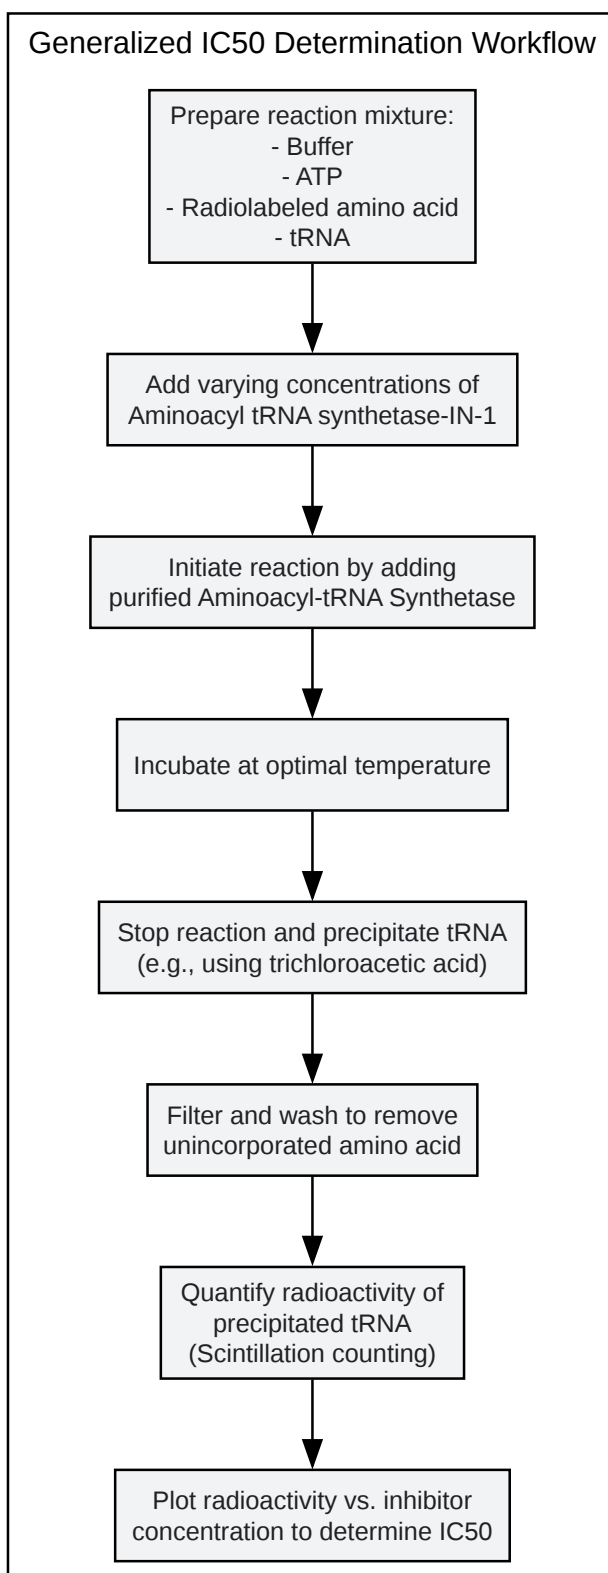 Generalized IC50 Determination Workflow
Prepare reaction mixture:
- Buffer
- ATP
- Radiolabeled amino acid
- tRNA
Add varying concentrations of
Aminoacyl tRNA synthetase-IN-1
Initiate reaction by adding
purified Aminoacyl-tRNA Synthetase
Incubate at optimal temperature
Stop reaction and precipitate tRNA
(e.g., using trichloroacetic acid)
Filter and wash to remove
unincorporated amino acid
Quantify radioactivity of
precipitated tRNA
(Scintillation counting)
Plot radioactivity vs. inhibitor
concentration to determine IC50